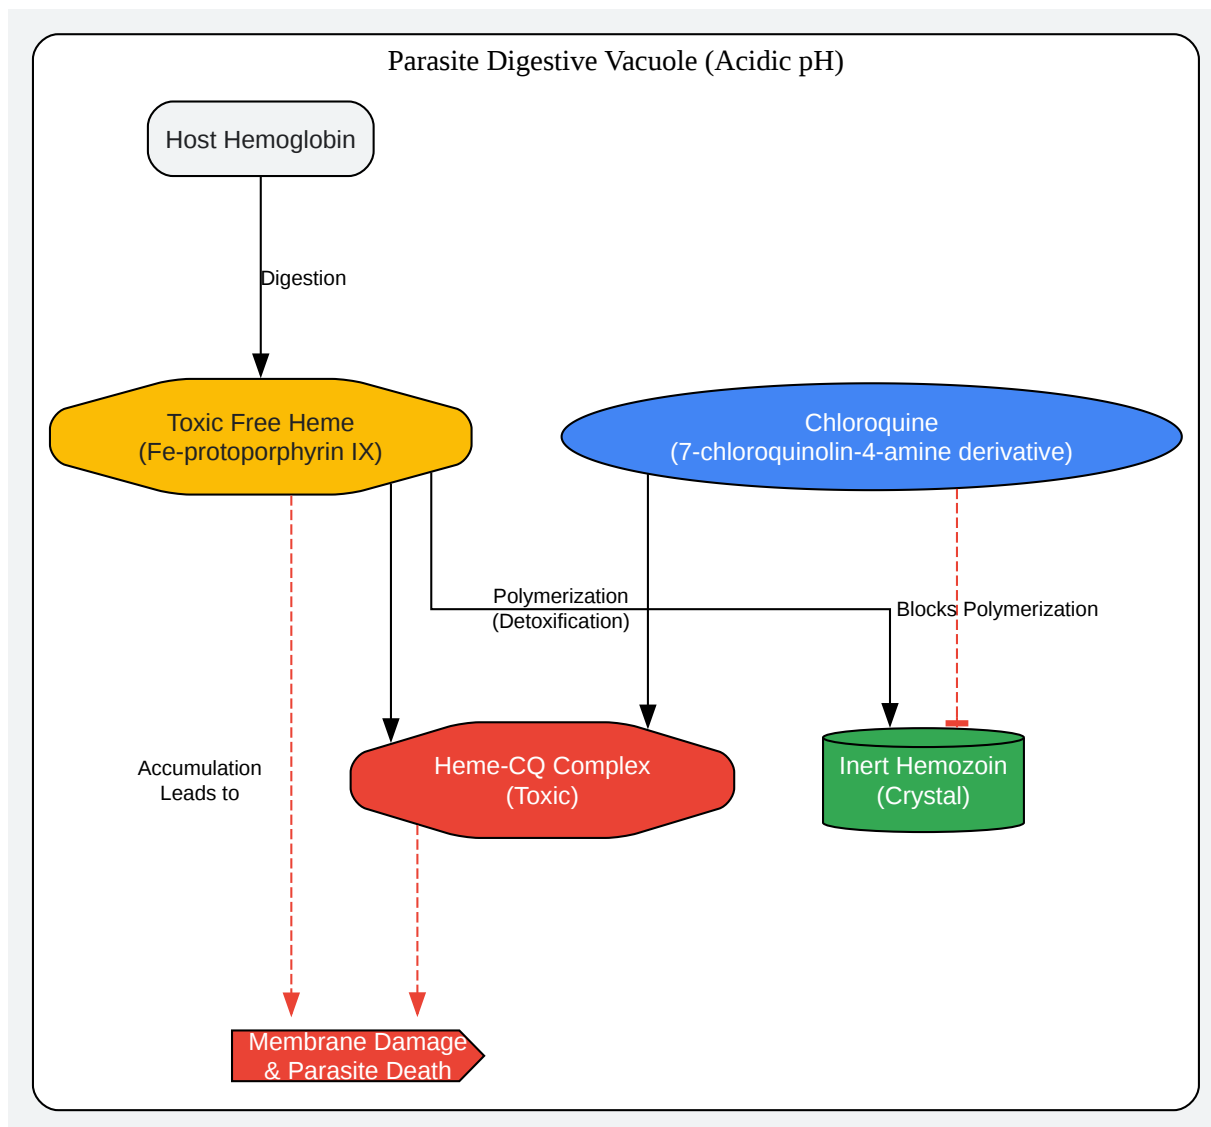 Parasite Digestive Vacuole (Acidic pH)
Host Hemoglobin
Digestion
Toxic Free Heme
(Fe-protoporphyrin IX)
Chloroquine
(7-chloroquinolin-4-amine derivative)
Polymerization
(Detoxification)
Blocks Polymerization
Accumulation
Leads to
Heme-CQ Complex
(Toxic)
Inert Hemozoin
(Crystal)
Membrane Damage
& Parasite Death